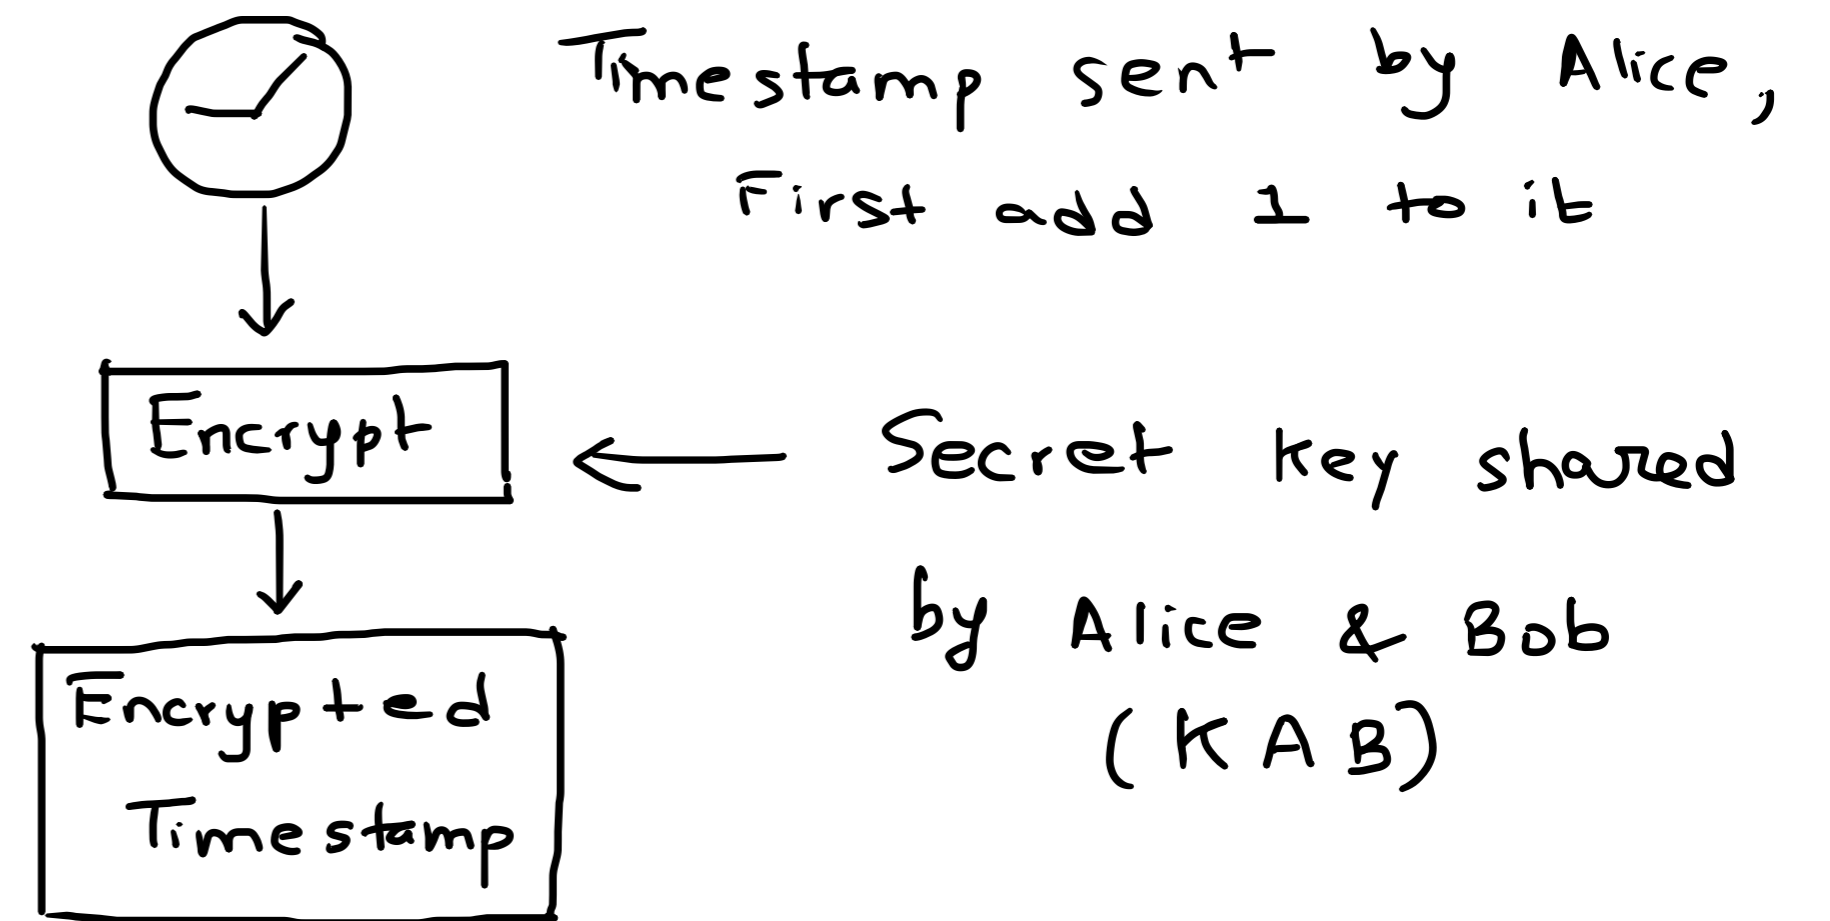 Timestamp sent by Alice,
First add 1 to it
Encrypt
Secret key shared
by Alice & Bob
(KAB)
Encrypted
Timestamp